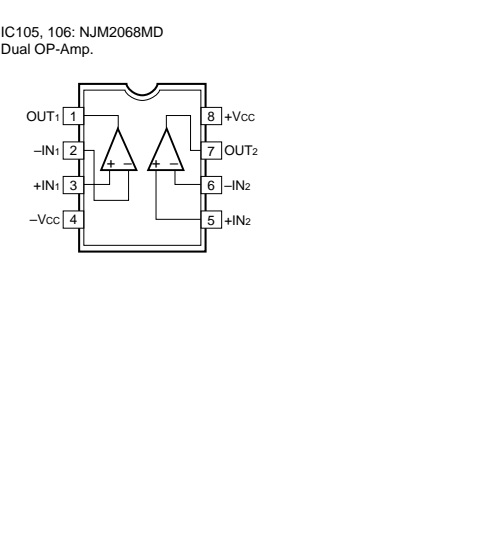 IC105, 106: NJM2068MD
Dual OP-Amp.
OUT1 1 8 +VCC
–IN1 2 7 OUT2
+IN1 3 + – + – 6 –IN2
–VCC 4 5 +IN2